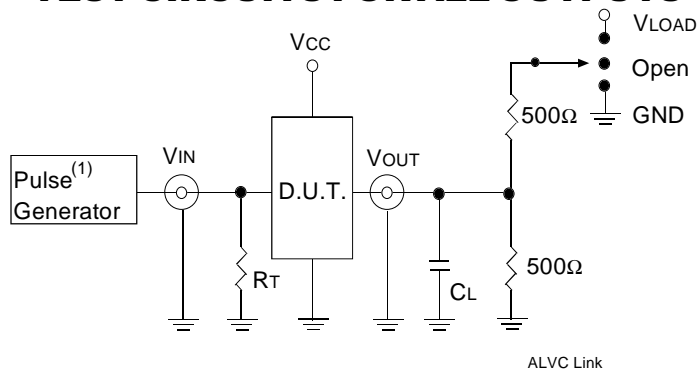 VLOAD
VCC
Open
500Ω
GND
VIN
VOUT
Pulse(1)
Generator
D.U.T.
RT
CL
500Ω
ALVC Link